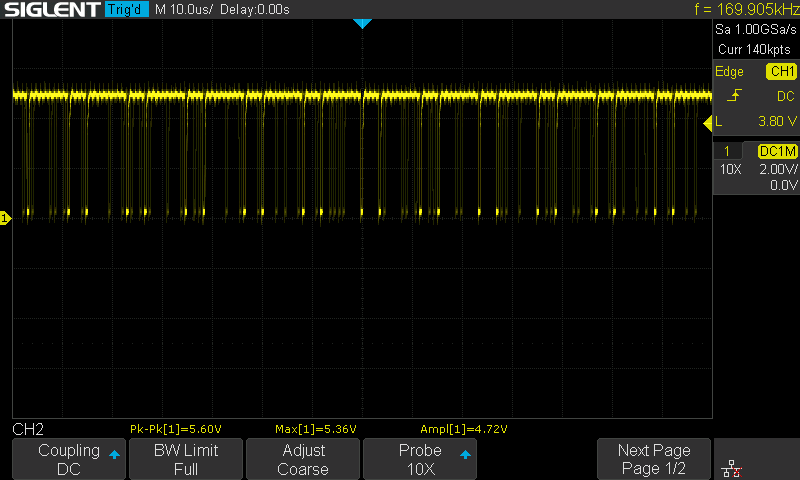 SIGLENT Trig'd M 10.0us/ Delay:0.00s f = 169.905kHz
Sa 1.00GSa/s
Curr 140kpts
Edge CH1
DC
L 3.80 V
1 DC1M
10X 2.00V/
0.0V
1
CH2 Pk-Pk[1]=5.60V Max[1]=5.36V Ampl[1]=4.72V
Coupling BW Limit Adjust Probe Next Page
DC Full Coarse 10X Page 1/2